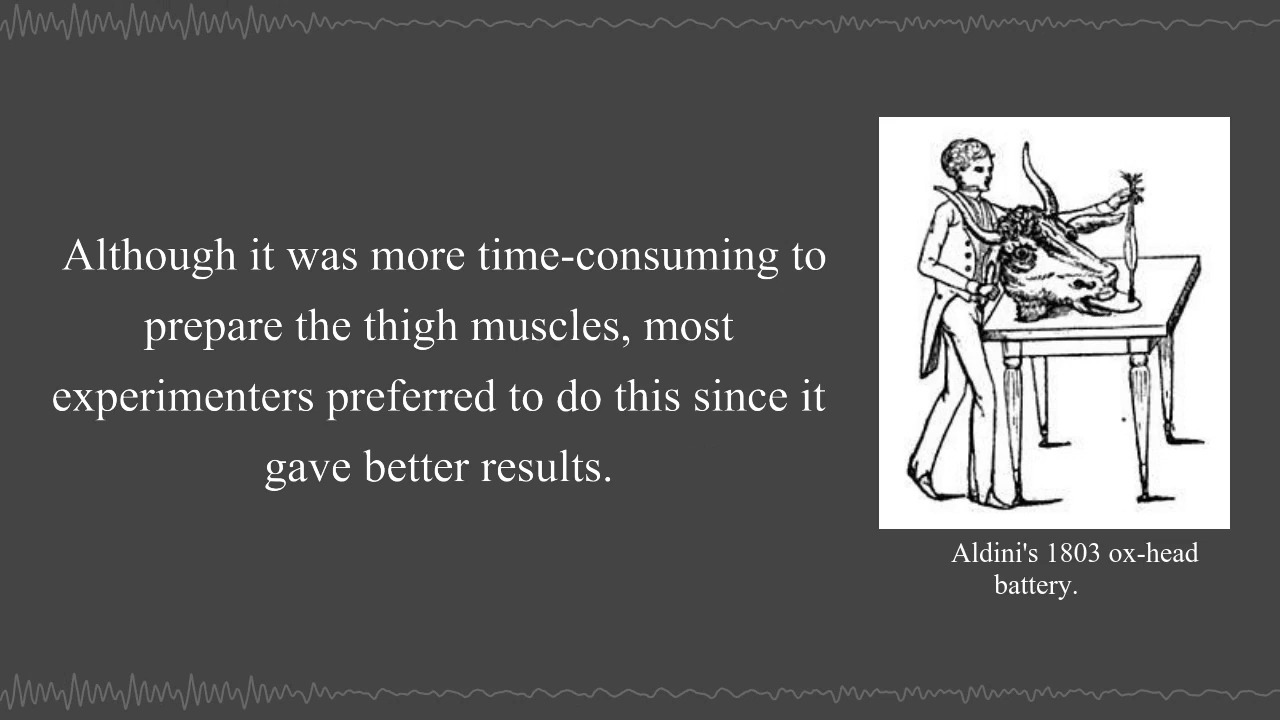 Although it was more time-consuming to
prepare the thigh muscles, most
experimenters preferred to do this since it
gave better results.
Aldini's 1803 ox-head
battery.